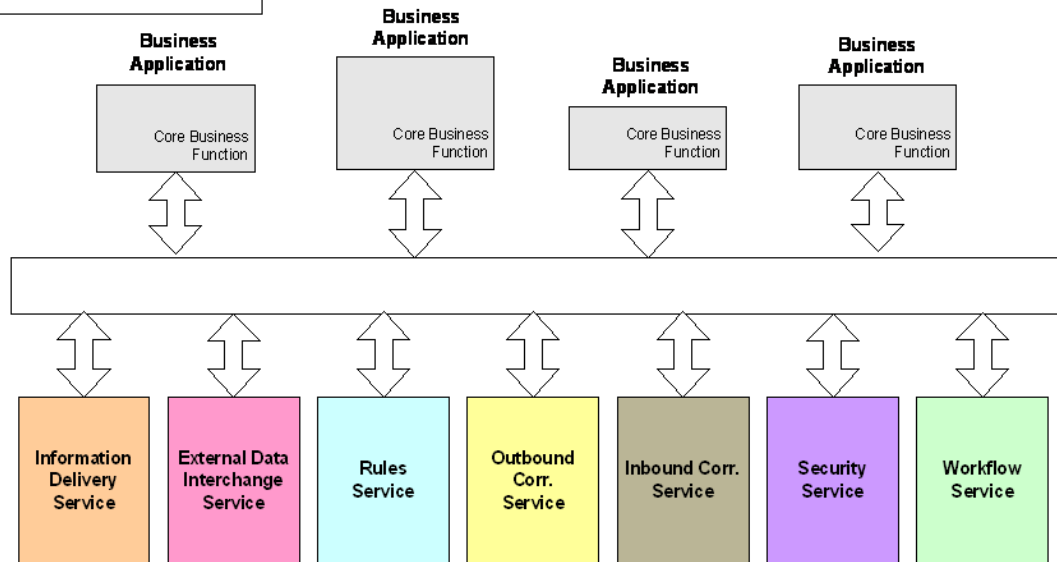 Business
Application
Core Business
Function
Business
Application
Core Business
Function
Business
Application
Core Business
Function
Business
Application
Core Business
Function
Information
Delivery
Service
External Data
Interchange
Service
Rules
Service
Outbound
Corr.
Service
Inbound Corr.
Service
Security
Service
Workflow
Service